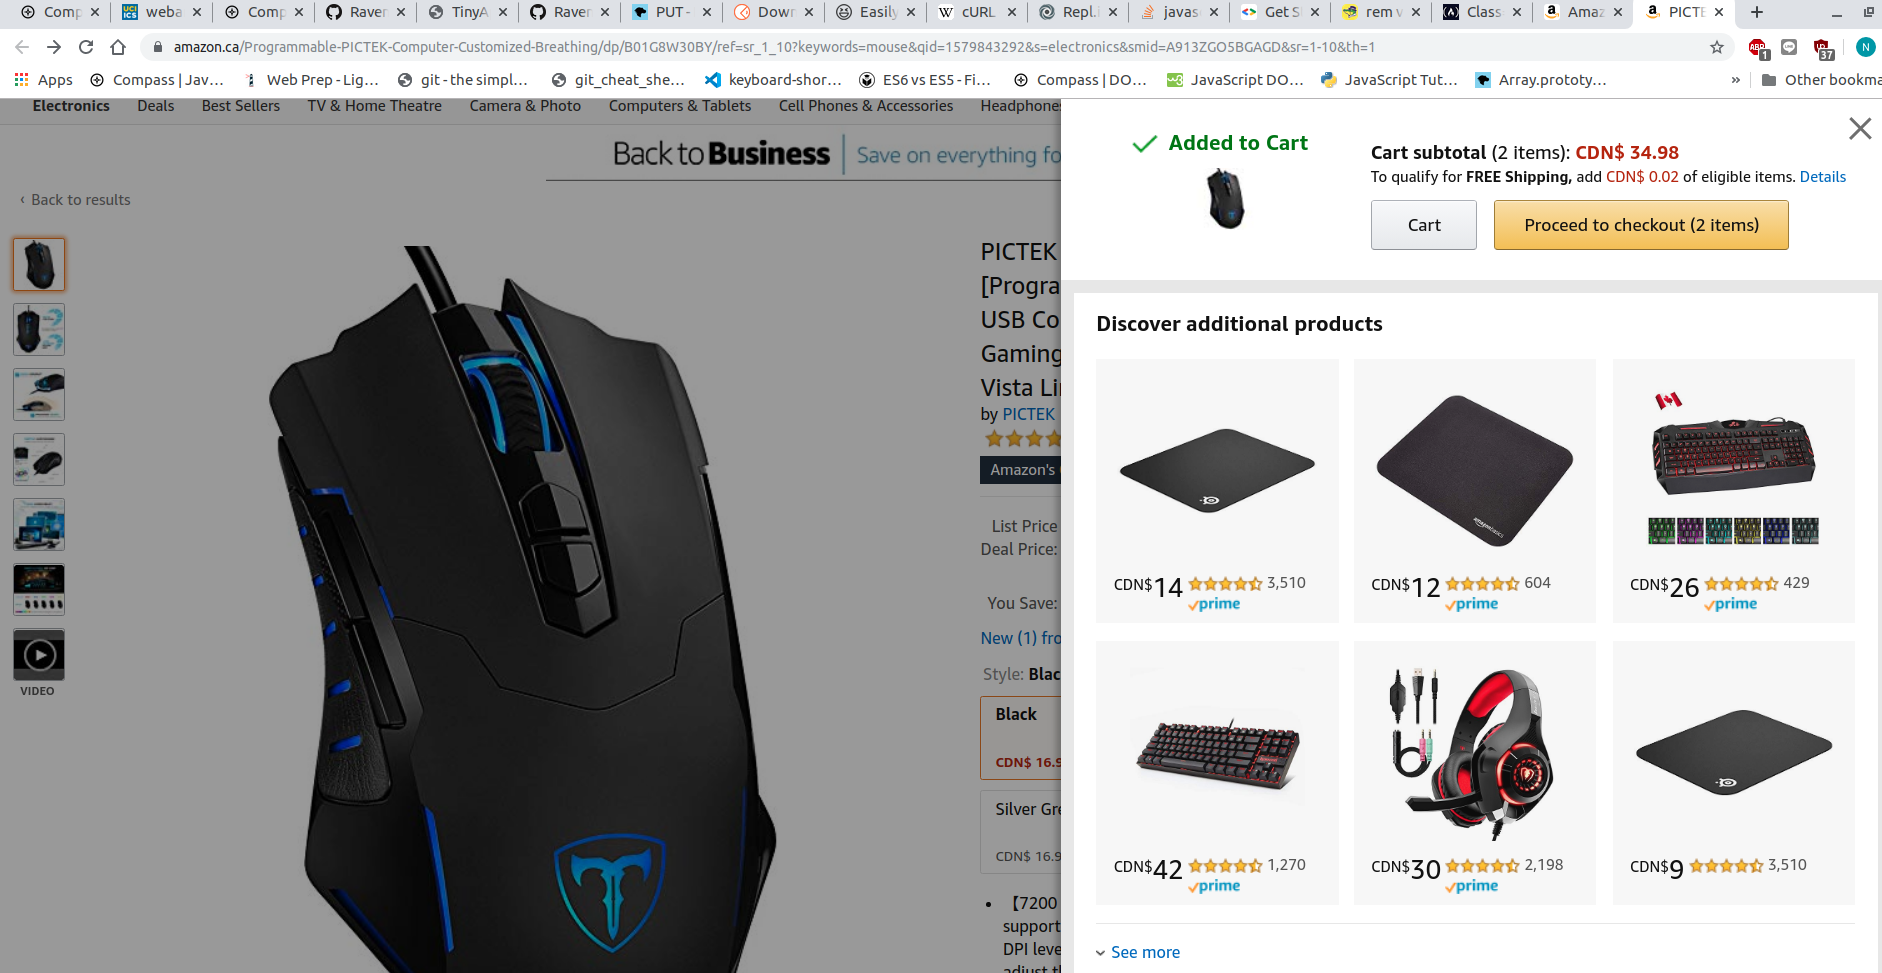 Comp
weba
Comp
Raver
TinyA
Raver
PUT -
Down
Easily
cURL
Repl.i
javas
Get S
rem v
Class
Amaz
PICTE
amazon.ca/Programmable-PICTEK-Computer-Customized-Breathing/dp/B01G8W30BY/ref=sr_1_10?keywords=mouse&qid=1579843292&s=electronics&smid=A913ZGO5BGAGD&sr=1-10&th=1
1
37
N
Apps
Compass | Jav...
Web Prep - Lig...
git - the simpl...
git_cheat_she...
keyboard-shor...
ES6 vs ES5 - Fi...
Compass | DO...
JavaScript DO...
JavaScript Tut...
Array.prototy...
»
Other bookma
Electronics Deals Best Sellers TV & Home Theatre Camera & Photo Computers & Tablets Cell Phones & Accessories Headphones
Back to Business Save on everything fo
‹ Back to results
VIDEO
PICTEK
[Progra
USB Co
Gaming
Vista Li
by PICTEK
Amazon's
List Price
Deal Price:
You Save:
New (1) fro
Style: Blac
Black
CDN$ 16.9
Silver Gre
CDN$ 16.9
• 【7200
support
DPI leve
adjust th
Added to Cart
Cart subtotal (2 items): CDN$ 34.98
To qualify for FREE Shipping, add CDN$ 0.02 of eligible items. Details
Cart
Proceed to checkout (2 items)
Discover additional products
CDN$ 14 3,510
prime
CDN$ 12 604
prime
CDN$ 26 429
prime
CDN$ 42 1,270
prime
CDN$ 30 2,198
prime
CDN$ 9 3,510
See more